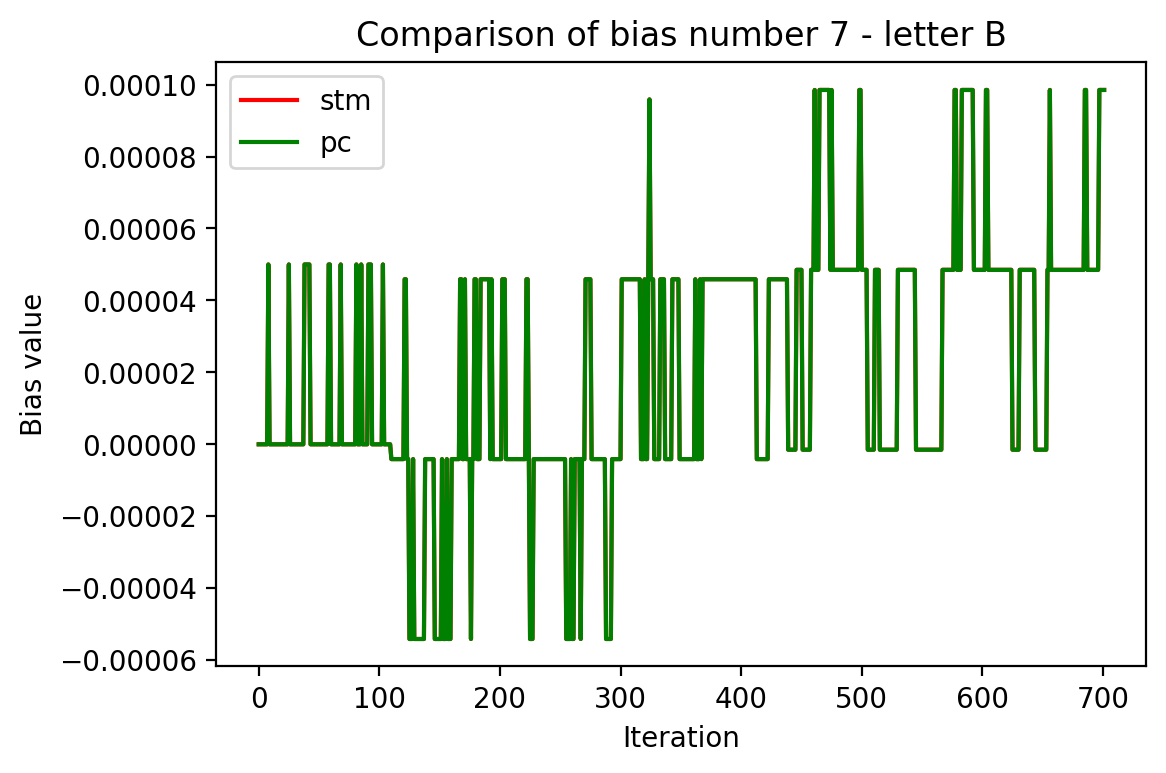 Comparison of bias number 7 - letter B
stm
pc
Bias value
0.00010
0.00008
0.00006
0.00004
0.00002
0.00000
−0.00002
−0.00004
−0.00006
0 100 200 300 400 500 600 700
Iteration